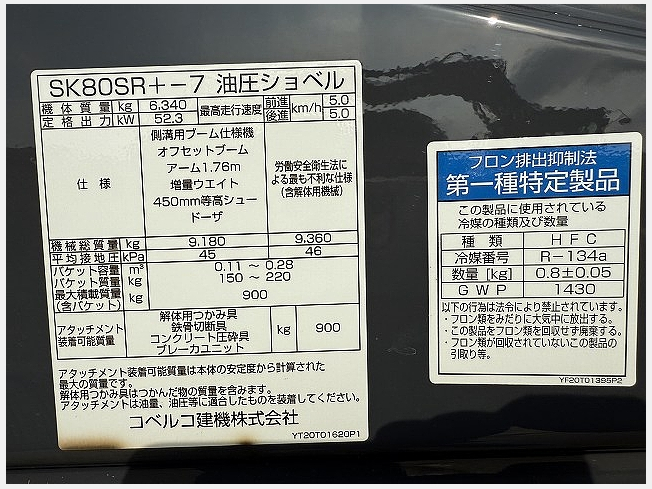 SK80SR+-7 油圧ショベル
機体質量 kg 6,340 最高走行速度 前進 km/h 5.0
定格出力 kW 52.3 後進 5.0
仕様
側溝用ブーム仕様機
オフセットブーム
アーム1.76m
増量ウエイト
450mm等高シュー
ドーザ
労働安全衛生法に
よる最も不利な仕様
(含解体用機械)
機械総質量 kg 9,180 9,360
平均接地圧 kPa 45 46
バケット容量 m³ 0.11 ～ 0.28
バケット質量 kg 150 ～ 220
最大積載質量
(含バケット) kg 900
アタッチメント
装着可能質量
解体用つかみ具
鉄骨切断具
コンクリート圧砕具
ブレーカユニット
kg 900
アタッチメント装着可能質量は本体の安定度から計算された
最大の質量です。
解体用つかみ具はつかんだ物の質量を含みます。
アタッチメントは油量、油圧等に適合したものを装着してください。
コベルコ建機株式会社
YT20T01620P1
フロン排出抑制法
第一種特定製品
この製品に使用されている
冷媒の種類及び数量
種類 HFC
冷媒番号 R-134a
数量 [kg] 0.8±0.05
GWP 1430
以下の行為は法令により禁止されています。
・フロン類をみだりに大気中に放出する。
・この製品をフロン類を回収せず廃棄する。
・フロン類が回収されていないこの製品の
引取り等。
YF20T01395P2